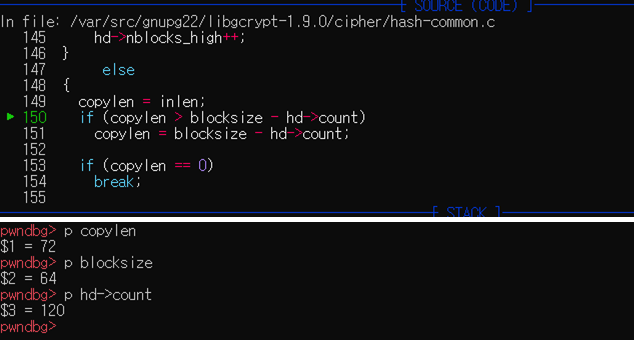 [ SOURCE (CODE) ]
In file: /var/src/gnupg22/libgcrypt-1.9.0/cipher/hash-common.c
145 hd->nblocks_high++;
146 }
147 else
148 {
149 copylen = inlen;
► 150 if (copylen > blocksize - hd->count)
151 copylen = blocksize - hd->count;
152
153 if (copylen == 0)
154 break;
155
[ STACK ]
pwndbg> p copylen
$1 = 72
pwndbg> p blocksize
$2 = 64
pwndbg> p hd->count
$3 = 120
pwndbg>